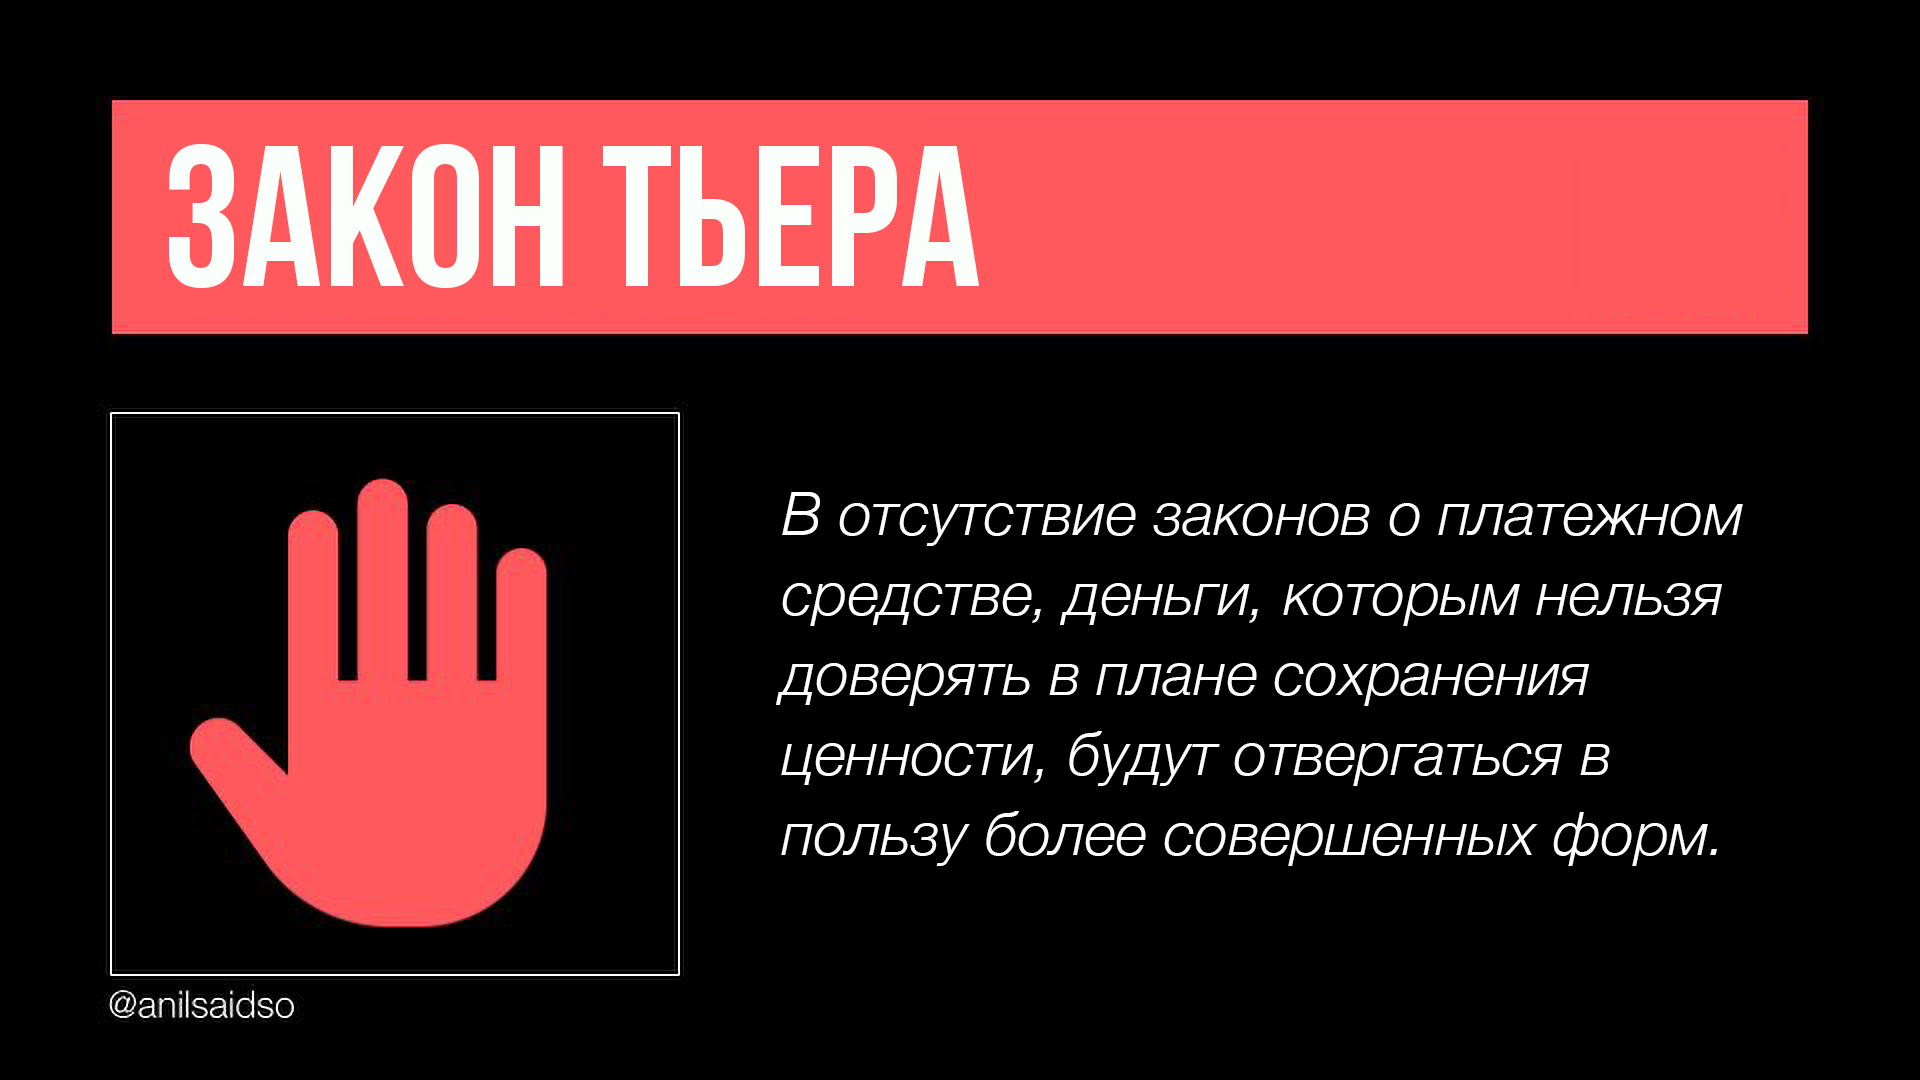 ЗАКОН ТЬЕРА
В отсутствие законов о платежном
средстве, деньги, которым нельзя
доверять в плане сохранения
ценности, будут отвергаться в
пользу более совершенных форм.
@anilsaidso